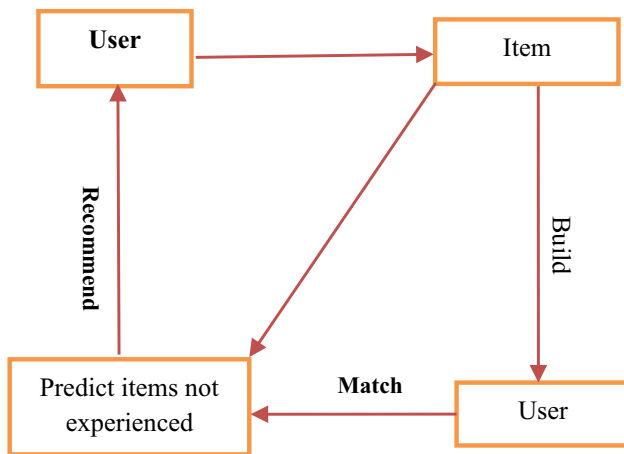 User
Item
Recommend
Build
Predict items not
experienced
Match
User